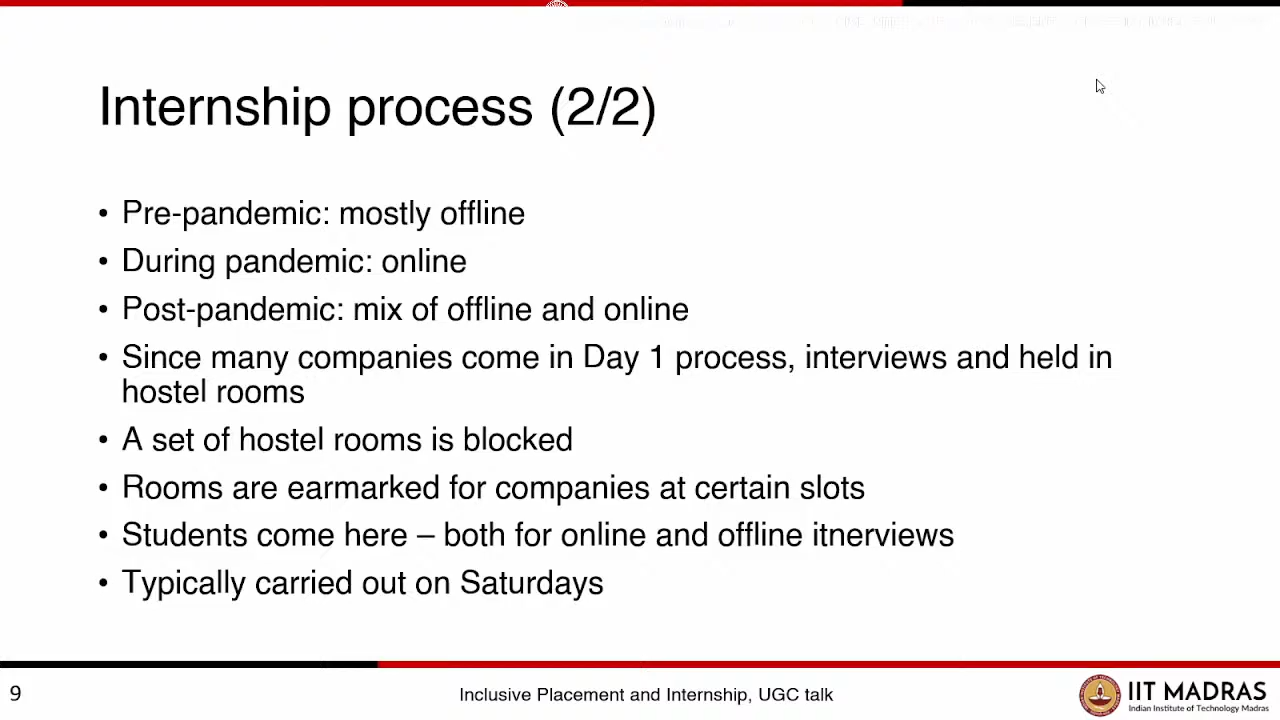 Internship process (2/2)
• Pre-pandemic: mostly offline
• During pandemic: online
• Post-pandemic: mix of offline and online
• Since many companies come in Day 1 process, interviews and held in
hostel rooms
• A set of hostel rooms is blocked
• Rooms are earmarked for companies at certain slots
• Students come here – both for online and offline itnerviews
• Typically carried out on Saturdays
9
Inclusive Placement and Internship, UGC talk
IIT MADRAS
Indian Institute of Technology Madras